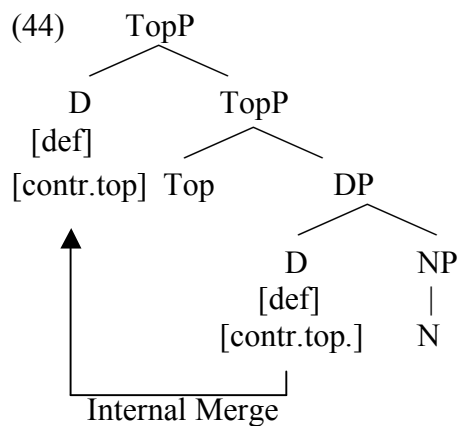 (44) TopP
D TopP
[def]
[contr.top] Top DP
D NP
[def] |
[contr.top.] N
Internal Merge